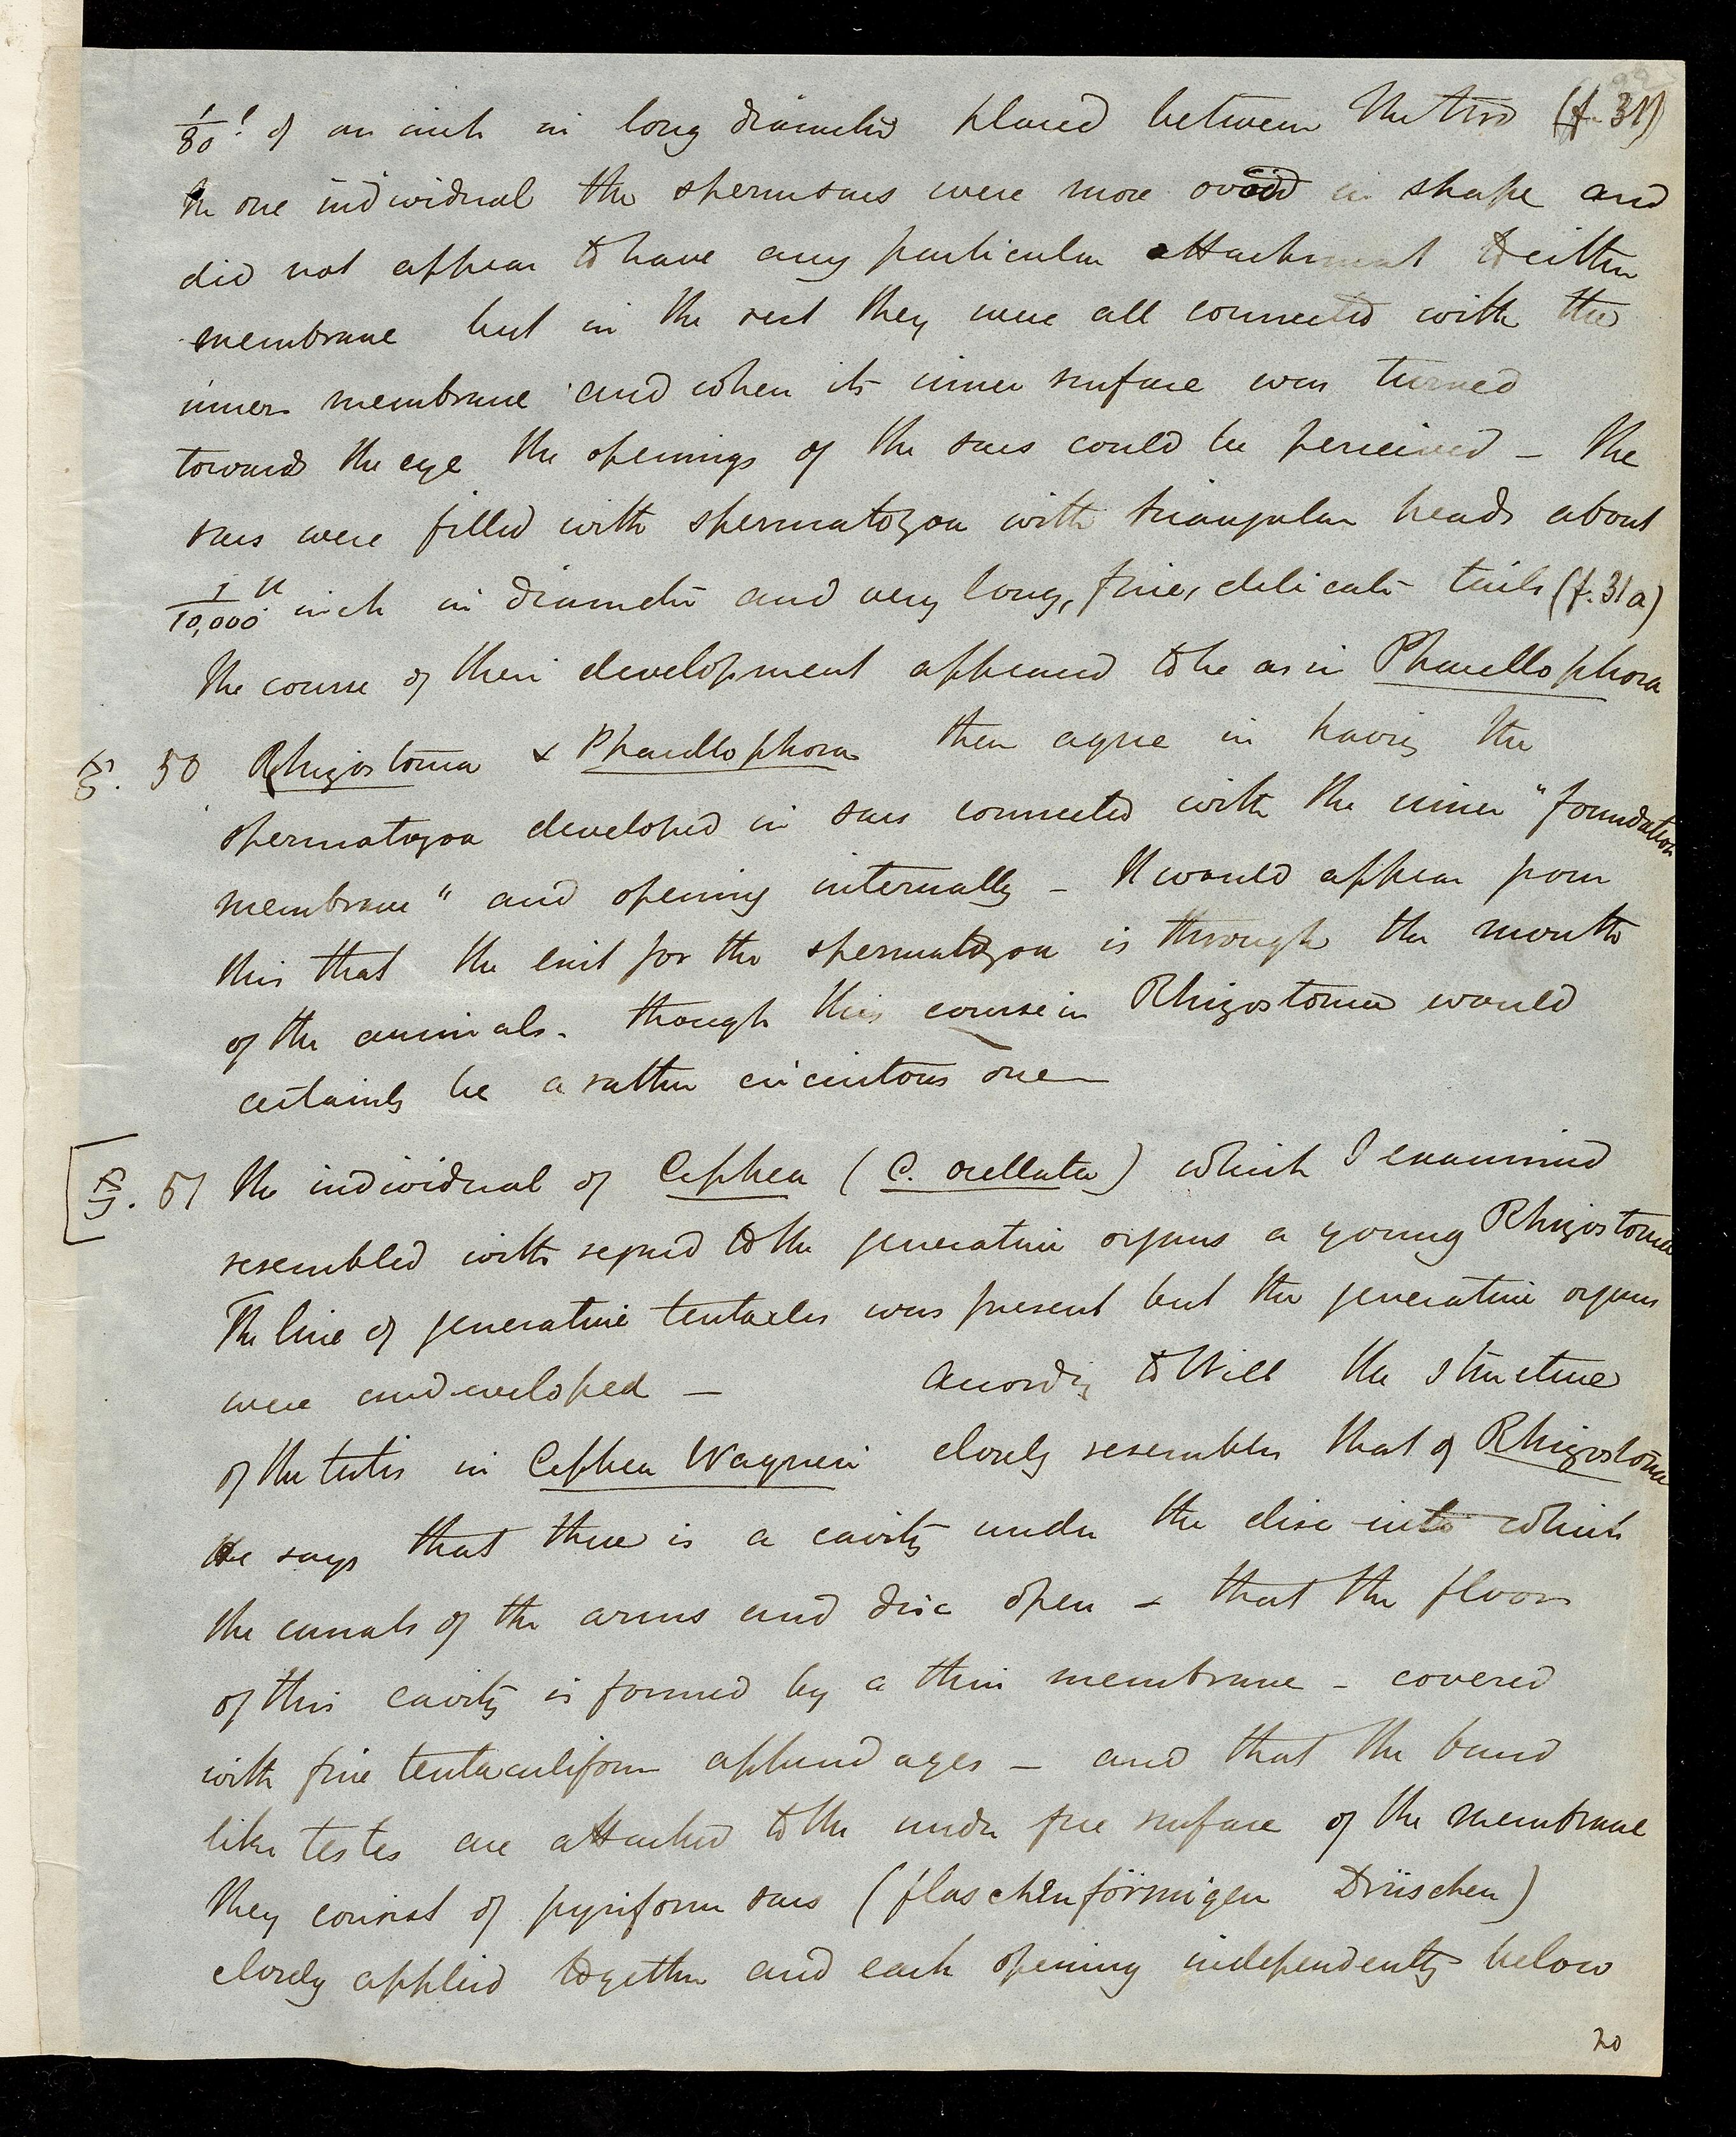 1/80th of an inch in long diameter placed between the two (f. 31)
In one individual the spermsacs were more ovoid in shape and
did not appear to have any particular attachment to either
membrane but in the rest they were all connected with the
inner membrane and when its inner surface was turned
towards the eye the openings of the sacs could be perceived – The
sacs were filled with spermatozoa with triangular heads about
1/10,000th inch in diameter and very long, fine, delicate tails (f. 31a)
The course of their development appeared to be as in Phacellophora
§. 50 Rhizostoma & Phacellophora then agree in having the
spermatozoa developed in sacs connected with the inner "foundation
membrane" and opening internally – It would appear from
this that the exit for the spermatozoa is through the mouth
of the animals – though this course in Rhizostoma would
certainly be a rather circuitous one –
[§. 51 The individual of Cephea (C. ocellata) which I examined
resembled with regard to the generative organs a young Rhizostoma
The line of generative tentacles was present but the generative organs
were undeveloped – According to Will the structure
of the testis in Cephea Wagneri closely resembles that of Rhizostoma
He says that there is a cavity under the disc into which
the canals of the arms and disc open & that the floor
of this cavity is formed by a thin membrane – covered
with fine tentaculiform appendages – and that the band
like testes are attached to the under free surface of the membrane
They consist of pyriform sacs (flaschenförmigen Drüschen)
closely applied together and each opening independently below
20